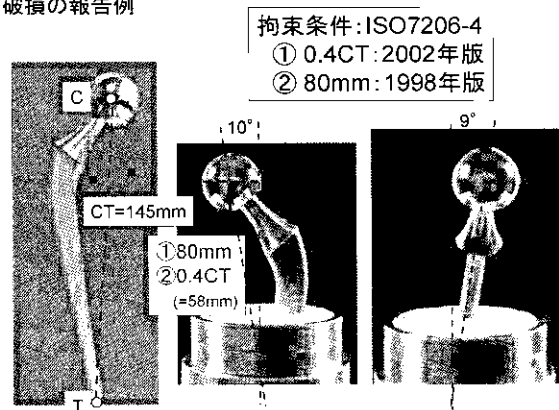 破損の報告例
拘束条件:ISO7206-4
① 0.4CT:2002年版
② 80mm:1998年版
C
CT=145mm
T
10°
①80mm
②0.4CT
(=58mm)
9°